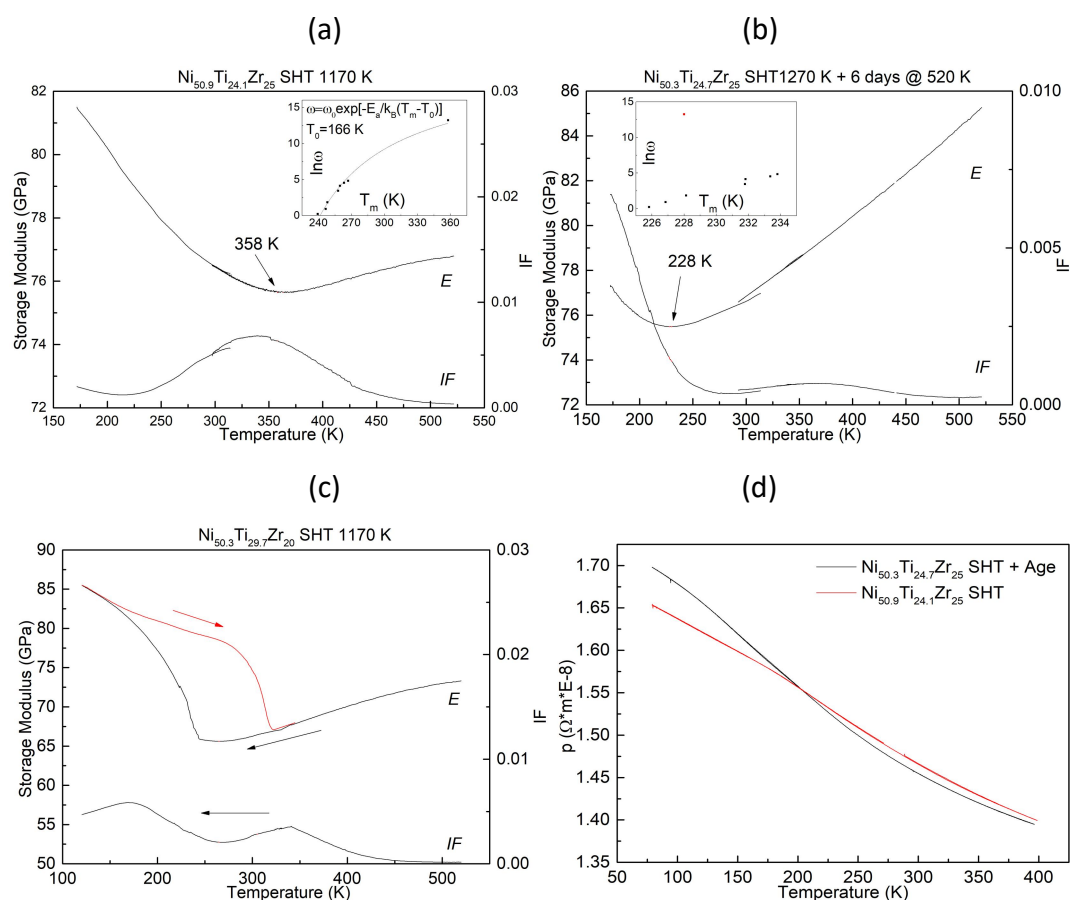 (a)
Ni50.9Ti24.1Zr25 SHT 1170 K
82
80
78
76
74
72
Storage Modulus (GPa)
0.03
0.02
0.01
0.00
IF
15
10
5
0
lnω
ω=ω0exp[-Ea/kB(Tm-T0)]
T0=166 K
Tm (K)
240 270 300 330 360
358 K
E
IF
150 200 250 300 350 400 450 500 550
Temperature (K)
(b)
Ni50.3Ti24.7Zr25 SHT1270 K + 6 days @ 520 K
86
84
82
80
78
76
74
72
Storage Modulus (GPa)
0.010
0.005
0.000
IF
15
10
5
0
lnω
Tm (K)
226 228 230 232 234
228 K
E
IF
150 200 250 300 350 400 450 500 550
Temperature (K)
(c)
Ni50.3Ti29.7Zr20 SHT 1170 K
90
85
80
75
70
65
60
55
50
Storage Modulus (GPa)
0.03
0.02
0.01
0.00
IF
E
IF
100 200 300 400 500
Temperature (K)
(d)
1.70
1.65
1.60
1.55
1.50
1.45
1.40
1.35
p (Ω*m*E-8)
Ni50.3Ti24.7Zr25 SHT + Age
Ni50.9Ti24.1Zr25 SHT
50 100 150 200 250 300 350 400
Temperature (K)